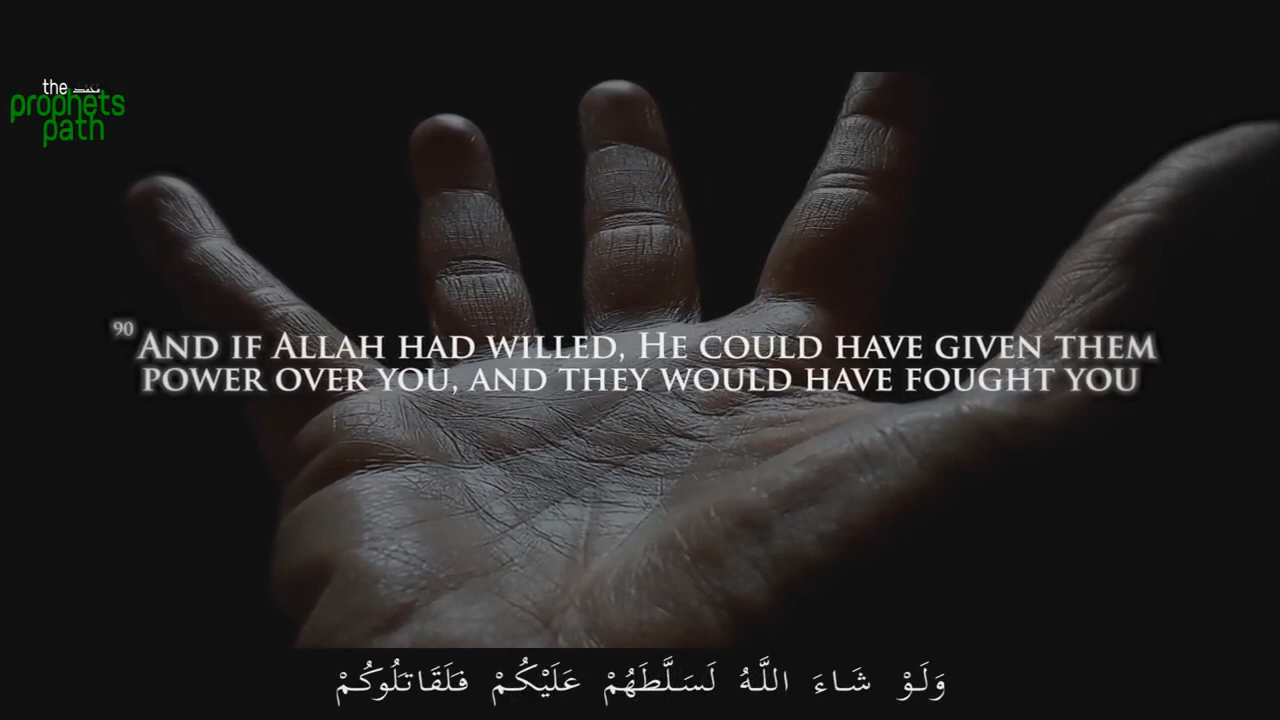 the محمد
prophets
path
90 And if Allah had willed, He could have given them
power over you, and they would have fought you
وَلَوْ شَاءَ اللَّهُ لَسَلَّطَهُمْ عَلَيْكُمْ فَلَقَاتَلُوكُمْ